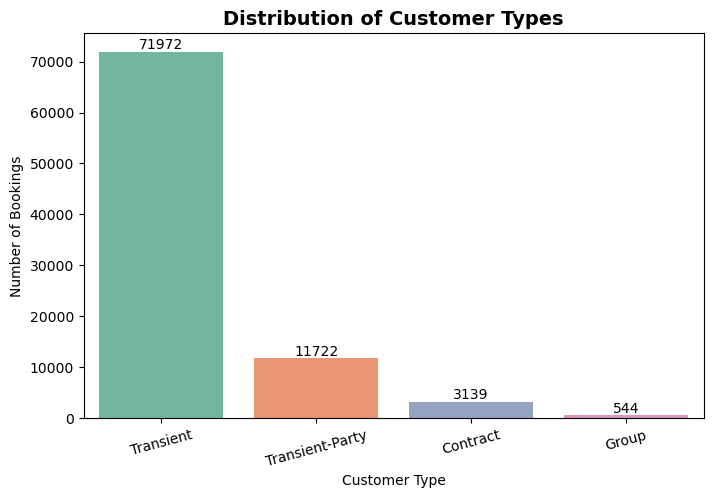 Distribution of Customer Types
Number of Bookings
70000
60000
50000
40000
30000
20000
10000
0
71972
11722
3139
544
Transient
Transient-Party
Contract
Group
Customer Type